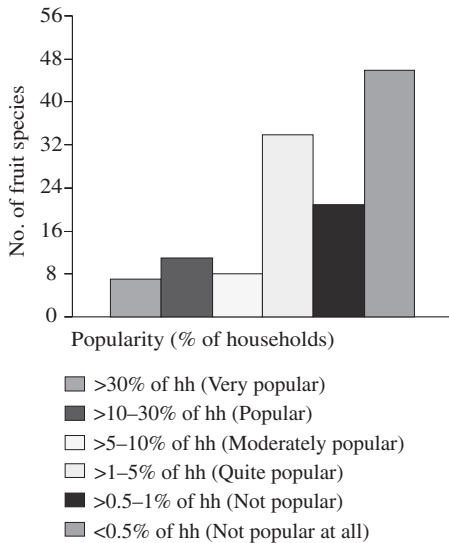 56
48
40
32
24
16
8
0
No. of fruit species
Popularity (% of households)
>30% of hh (Very popular)
>10–30% of hh (Popular)
>5–10% of hh (Moderately popular)
>1–5% of hh (Quite popular)
>0.5–1% of hh (Not popular)
<0.5% of hh (Not popular at all)